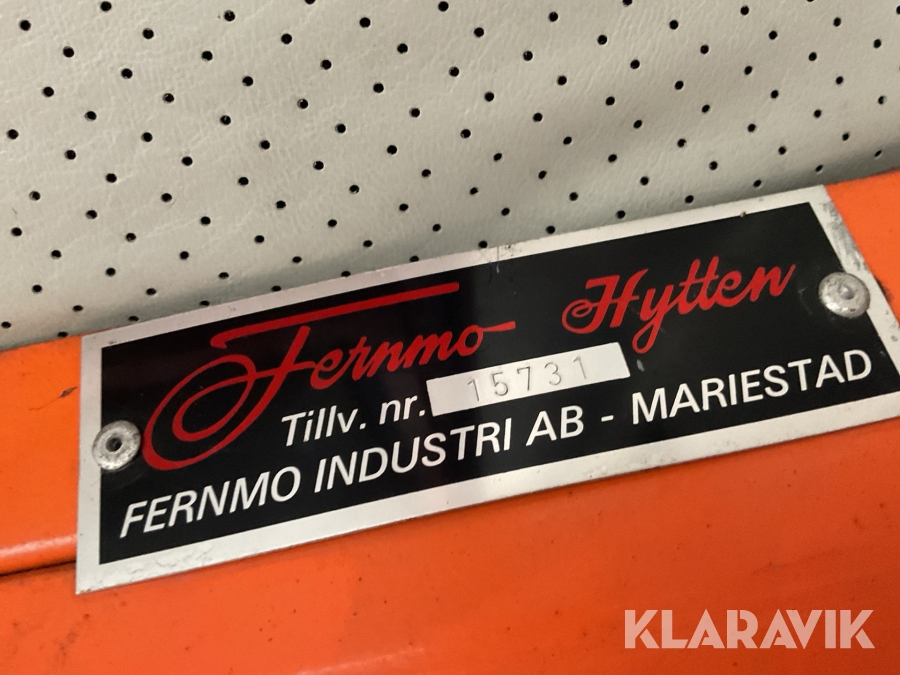 Fernmo Hytten
Tillv. nr. 15731
FERNMO INDUSTRI AB - MARIESTAD
KLARAVIK